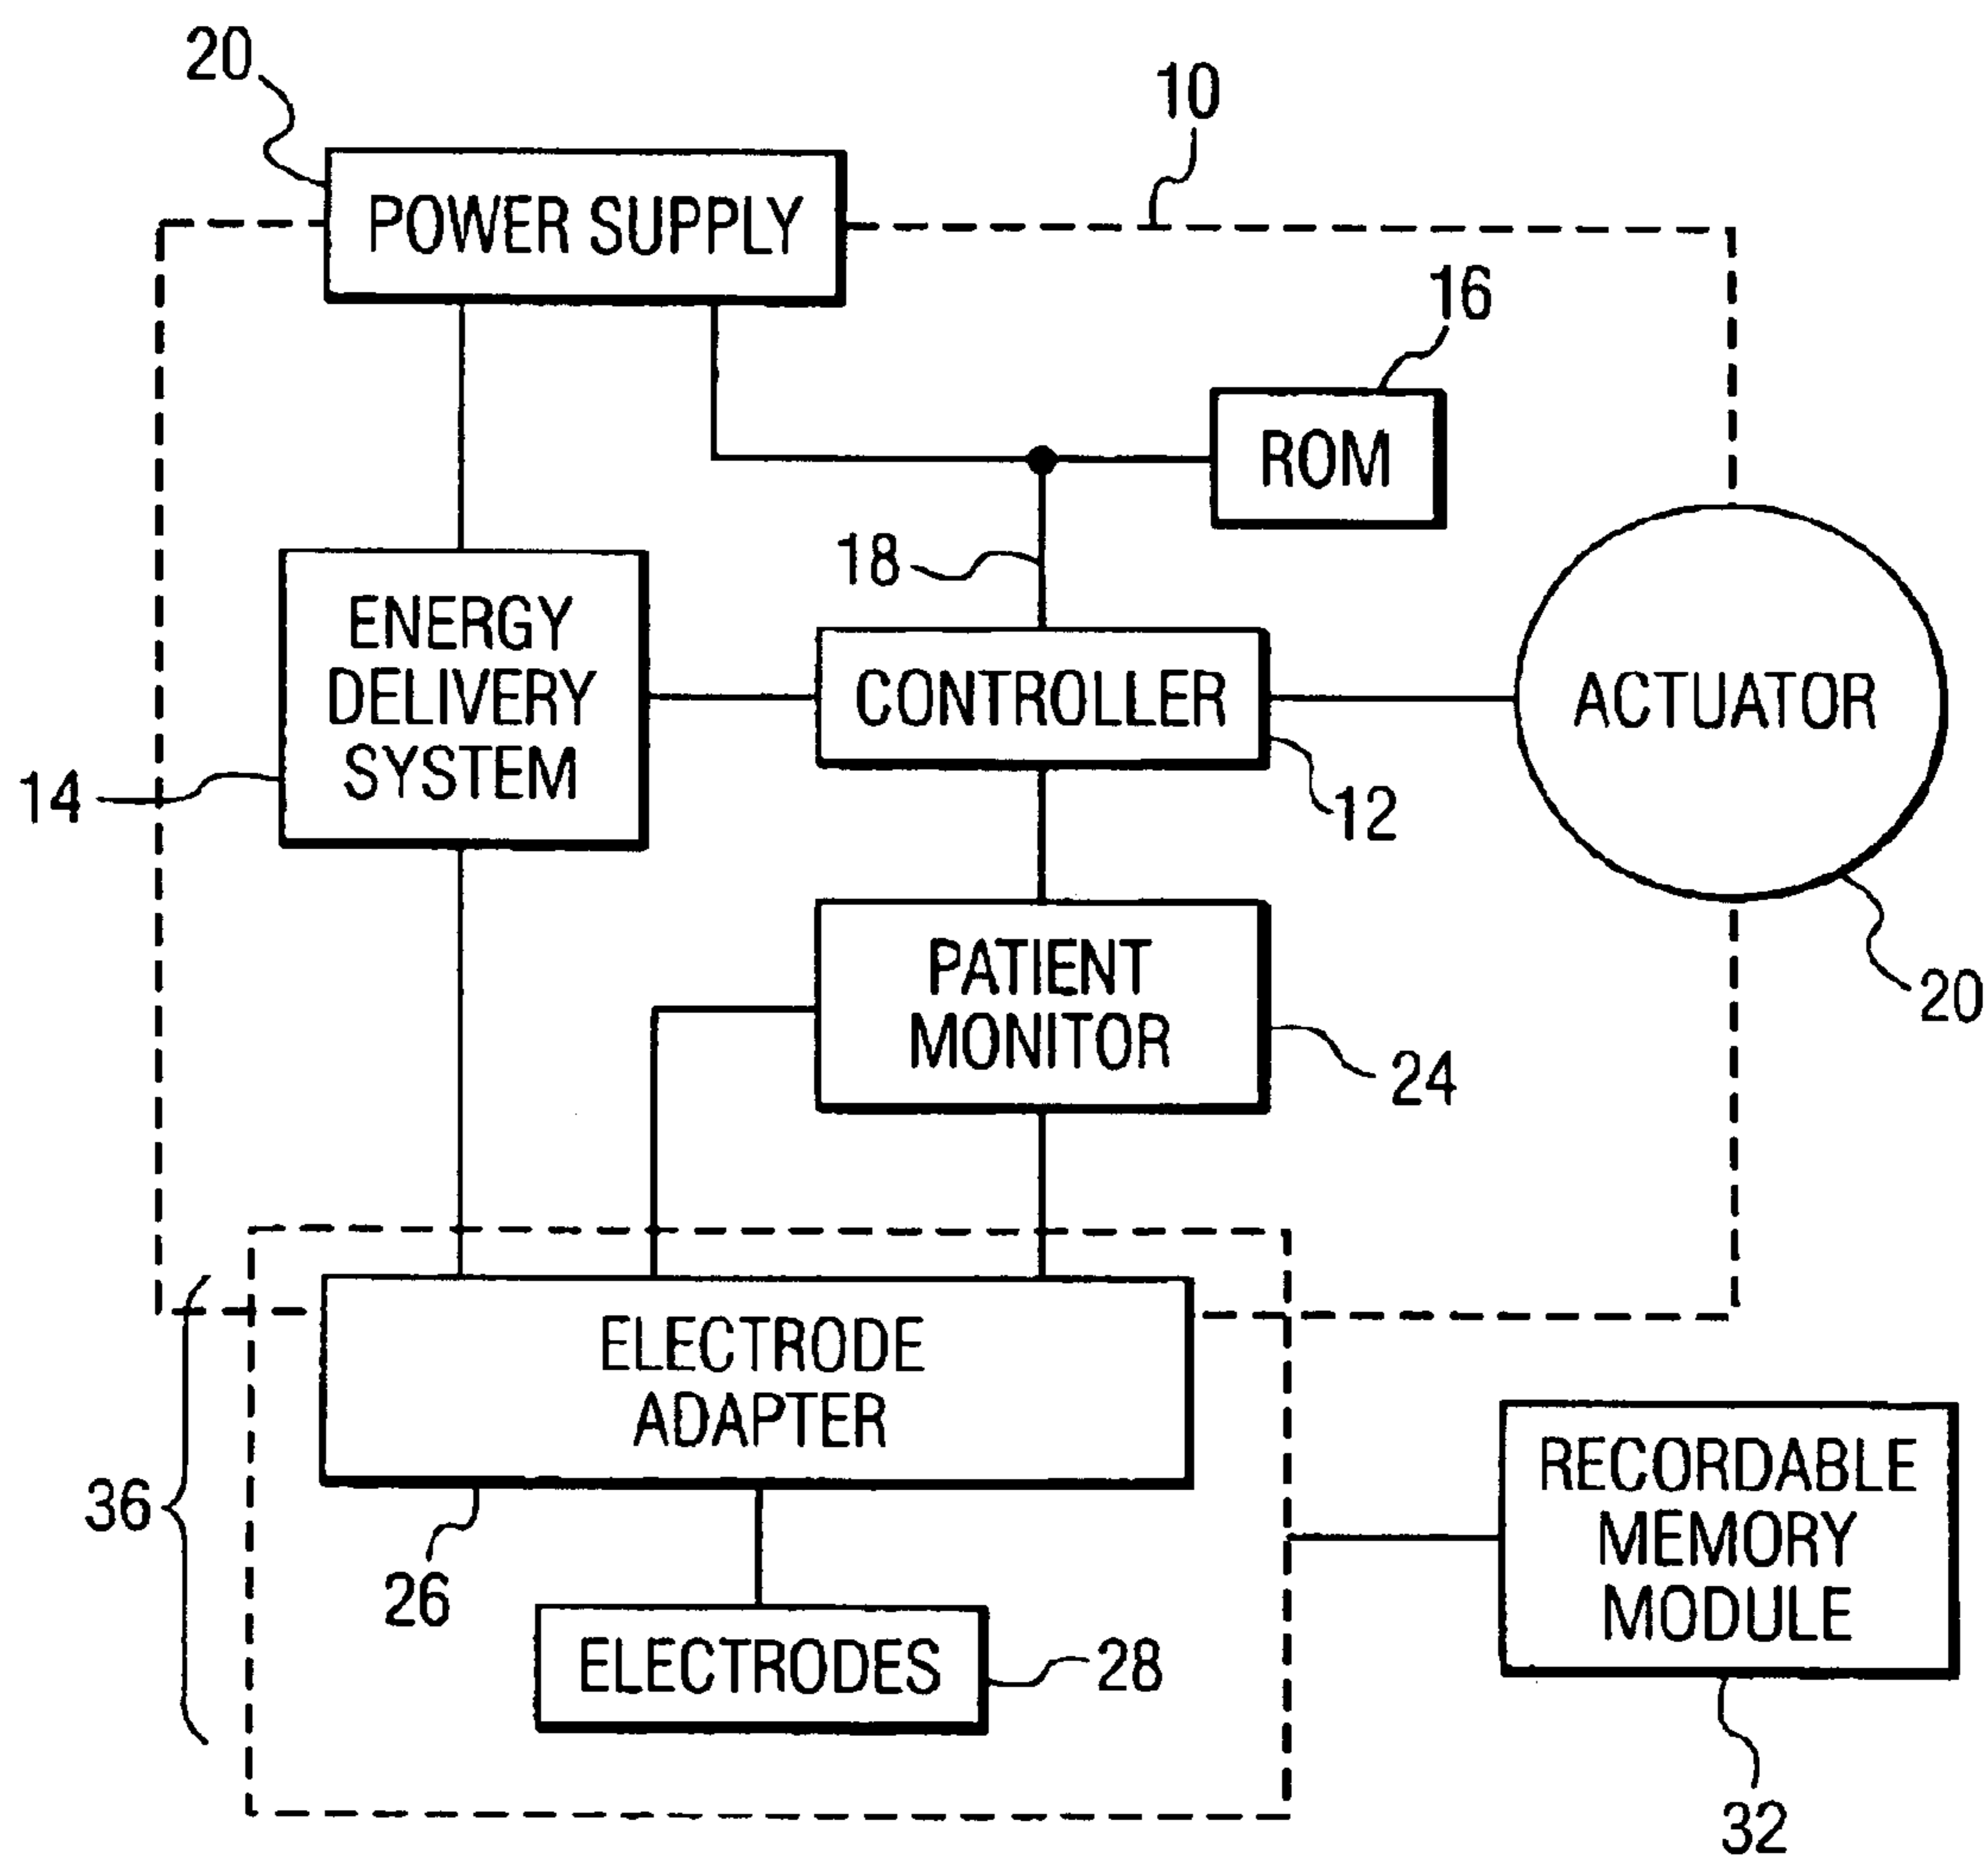 20
10
POWER SUPPLY
16
ROM
18
ENERGY
DELIVERY
SYSTEM
CONTROLLER
ACTUATOR
14
12
PATIENT
MONITOR
20
24
ELECTRODE
ADAPTER
RECORDABLE
MEMORY
MODULE
36
26
ELECTRODES
28
32